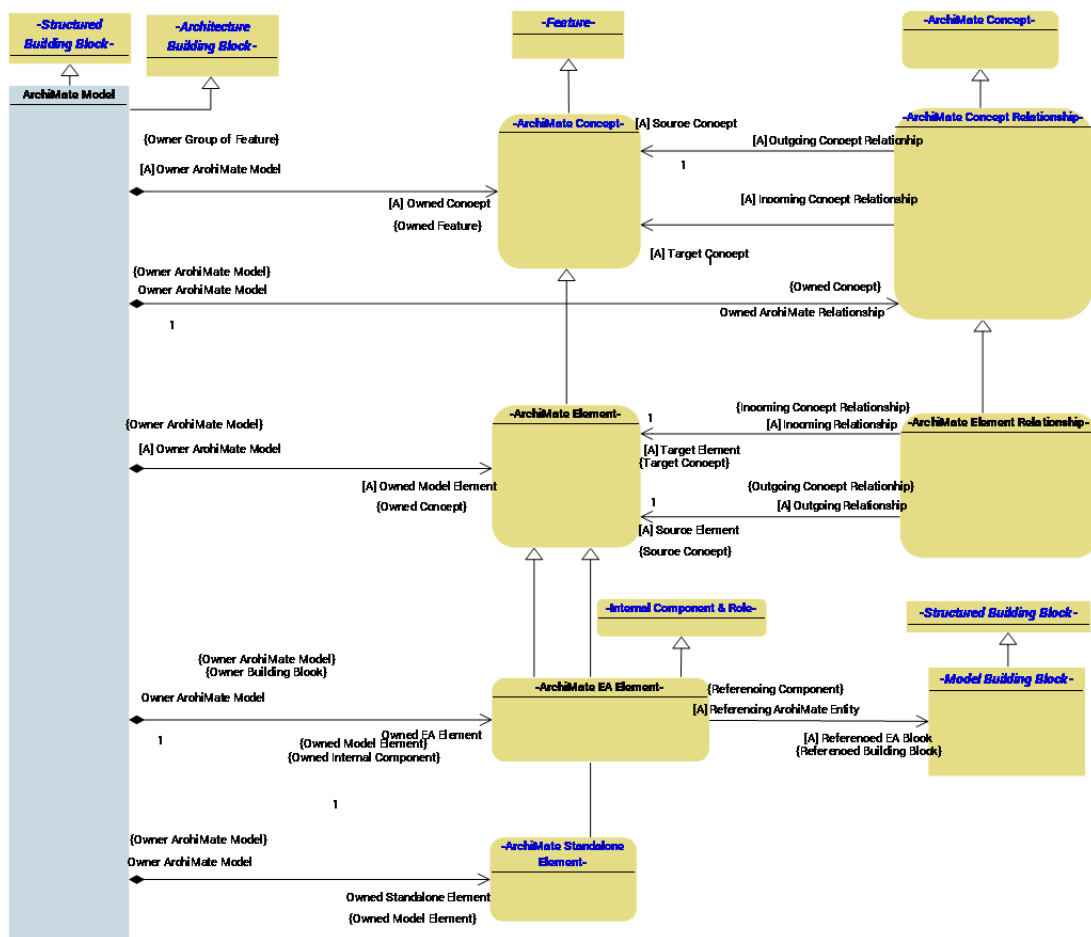 -Structured
Building Block-
-Architecture
Building Block-
-Feature-
-ArchiMate Concept-
ArchiMate Model
-ArchiMate Concept-
-ArchiMate Concept Relationship-
{Owner Group of Feature}
[A] Source Concept
[A] Outgoing Concept Relationhip
[A] Owner ArchiMate Model
1
[A] Owned Concept
[A] Incoming Concept Relationship
{Owned Feature}
[A] Target Concept
1
{Owner ArchiMate Model}
Owner ArchiMate Model
{Owned Concept}
1
Owned ArchiMate Relationship
-ArchiMate Element-
{Incoming Concept Relationship}
-ArchiMate Element Relationship-
{Owner ArchiMate Model}
1
[A] Incoming Relationship
[A] Owner ArchiMate Model
[A] Target Element
{Target Concept}
[A] Owned Model Element
{Outgoing Concept Relationhip}
{Owned Concept}
1
[A] Outgoing Relationship
[A] Source Element
{Source Concept}
-Internal Component & Role-
-Structured Building Block-
{Owner ArchiMate Model}
{Owner Building Block}
-ArchiMate EA Element-
{Referencing Component}
-Model Building Block-
Owner ArchiMate Model
[A] Referencing ArchiMate Entity
1
Owned EA Element
{Owned Model Element}
{Owned Internal Component}
[A] Referenced EA Block
{Referenced Building Block}
1
{Owner ArchiMate Model}
-ArchiMate Standalone
Element-
Owner ArchiMate Model
Owned Standalone Element
{Owned Model Element}